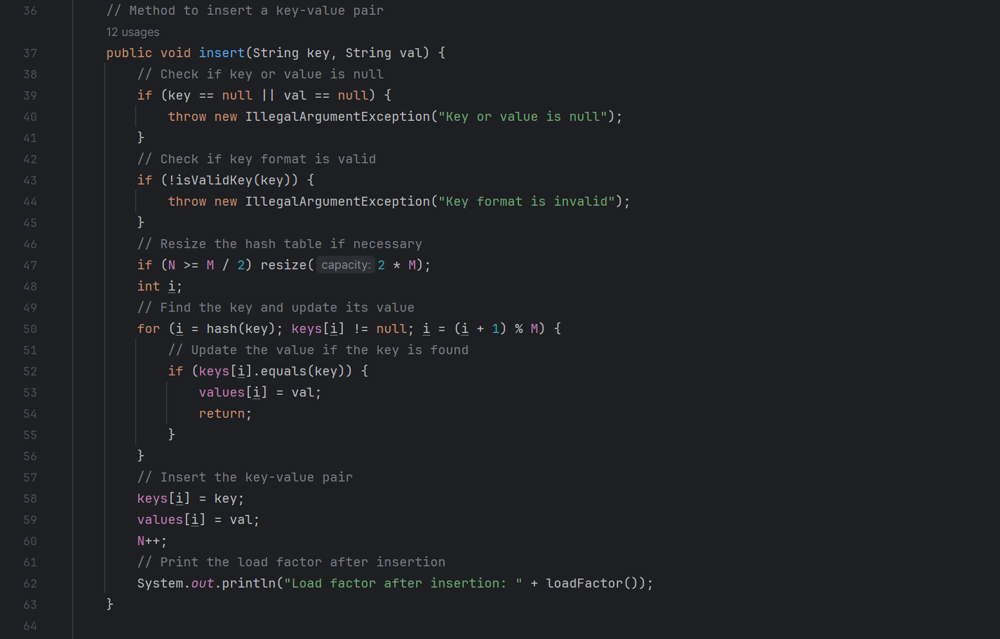 36 // Method to insert a key-value pair
12 usages
37 public void insert(String key, String val) {
38 // Check if key or value is null
39 if (key == null || val == null) {
40 throw new IllegalArgumentException("Key or value is null");
41 }
42 // Check if key format is valid
43 if (!isValidKey(key)) {
44 throw new IllegalArgumentException("Key format is invalid");
45 }
46 // Resize the hash table if necessary
47 if (N >= M / 2) resize( capacity: 2 * M);
48 int i;
49 // Find the key and update its value
50 for (i = hash(key); keys[i] != null; i = (i + 1) % M) {
51 // Update the value if the key is found
52 if (keys[i].equals(key)) {
53 values[i] = val;
54 return;
55 }
56 }
57 // Insert the key-value pair
58 keys[i] = key;
59 values[i] = val;
60 N++;
61 // Print the load factor after insertion
62 System.out.println("Load factor after insertion: " + loadFactor());
63 }
64